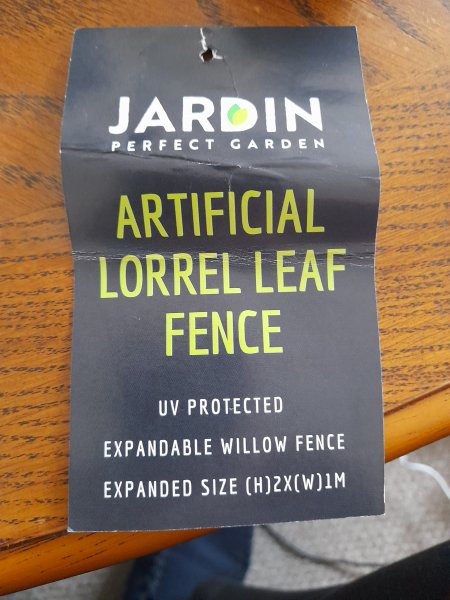 JARDIN
PERFECT GARDEN
ARTIFICIAL
LORREL LEAF
FENCE
UV PROTECTED
EXPANDABLE WILLOW FENCE
EXPANDED SIZE (H)2X(W)1M